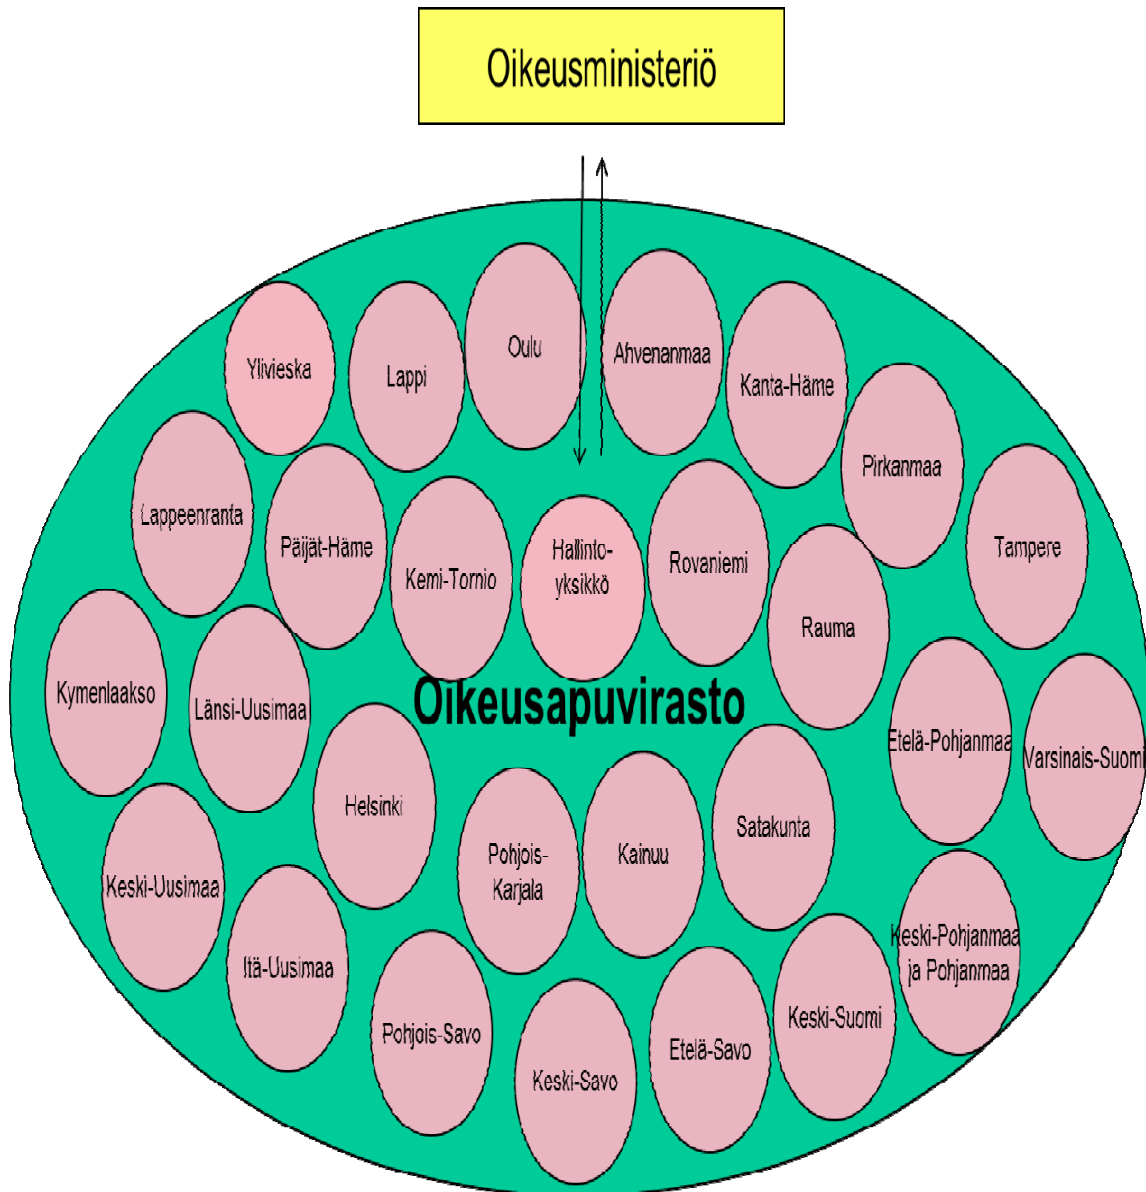 Oikeusministeriö
Oulu
Ahvenanmaa
Ylivieska
Lappi
Kanta-Häme
Pirkanmaa
Lappeenranta
Päijät-Häme
Kemi-Tornio
Hallinto-
yksikkö
Rovaniemi
Tampere
Rauma
Kymenlaakso
Länsi-Uusimaa
Oikeusapuvirasto
Etelä-Pohjanmaa
Varsinais-Suomi
Helsinki
Pohjois-
Karjala
Kainuu
Satakunta
Keski-Uusimaa
Itä-Uusimaa
Keski-Pohjanmaa
ja Pohjanmaa
Pohjois-Savo
Keski-Savo
Etelä-Savo
Keski-Suomi